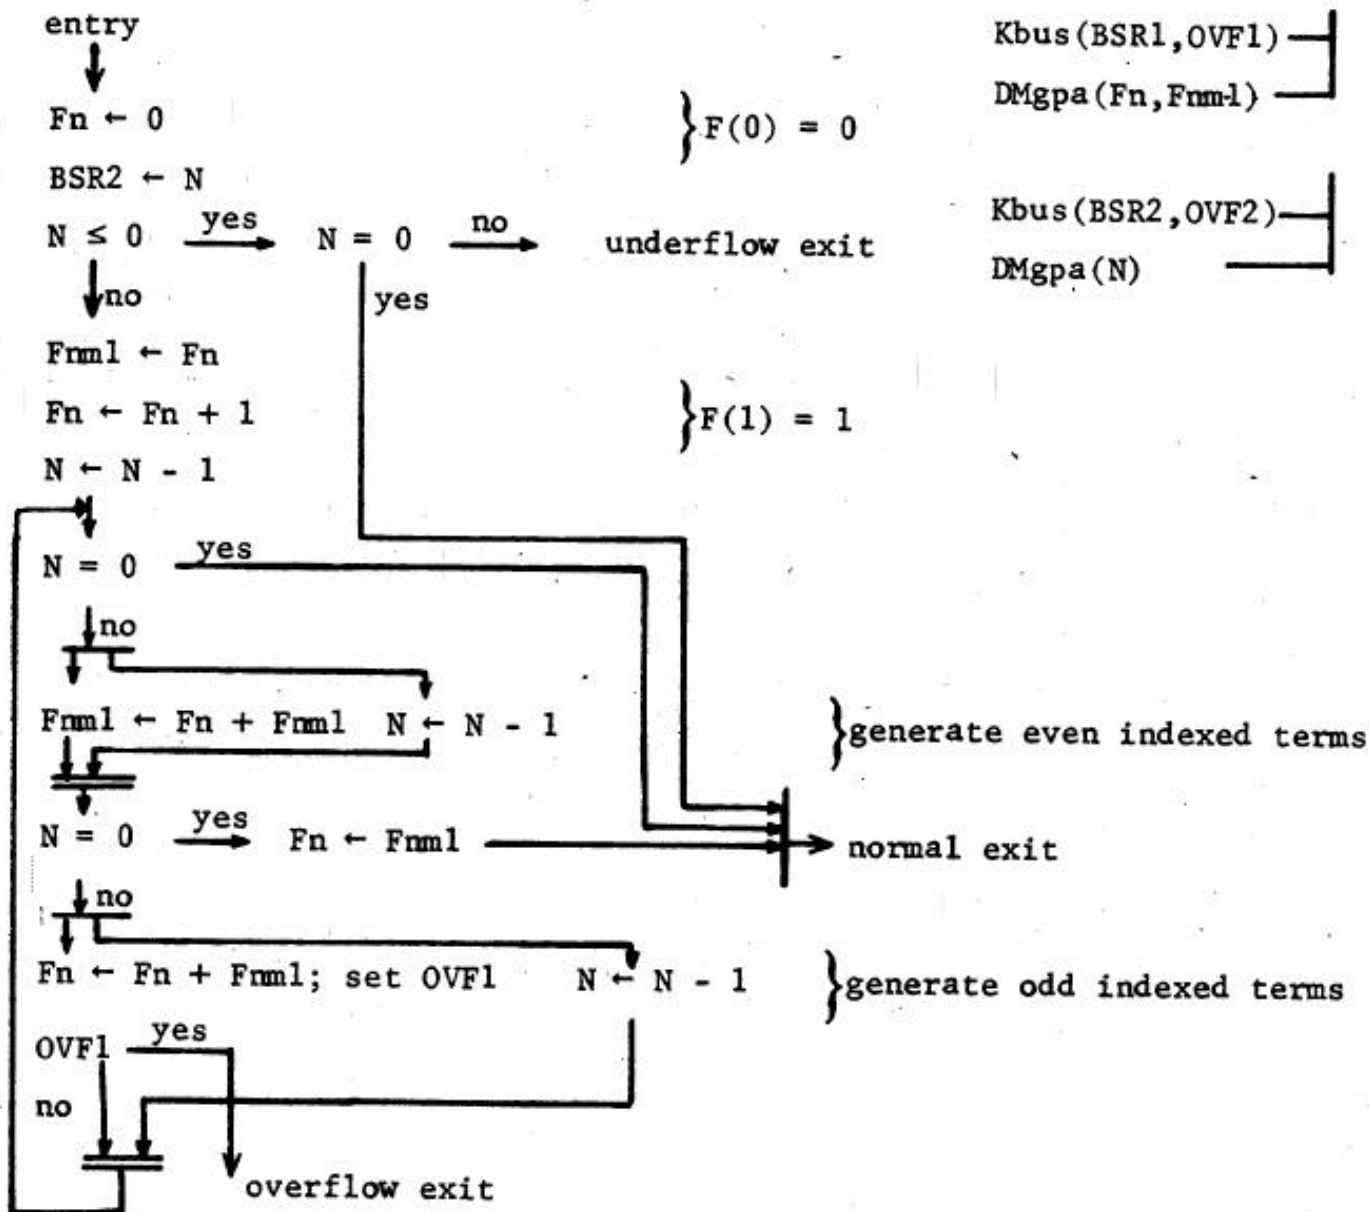 entry
Kbus(BSR1,OVF1)
DMgpa(Fn,Fnm-1)
Fn ← 0
}F(0) = 0
BSR2 ← N
Kbus(BSR2,OVF2)
N ≤ 0 yes N = 0 no underflow exit
DMgpa(N)
no
yes
Fnm1 ← Fn
Fn ← Fn + 1
}F(1) = 1
N ← N - 1
N = 0 yes
no
Fnm1 ← Fn + Fnm1 N ← N - 1 }generate even indexed terms
N = 0 yes Fn ← Fnm1 normal exit
no
Fn ← Fn + Fnm1; set OVF1 N ← N - 1 }generate odd indexed terms
OVF1 yes
no
overflow exit